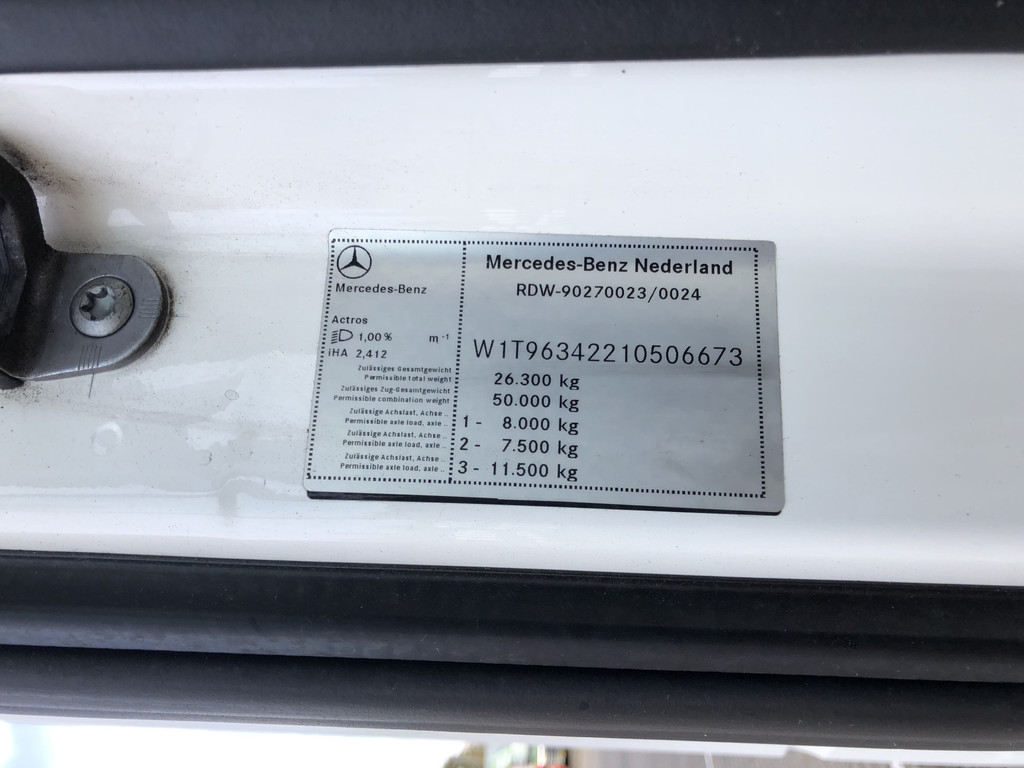 Mercedes-Benz
Mercedes-Benz Nederland
RDW-90270023/0024
Actros
1,00% m⁻¹
iHA 2,412
W1T96342210506673
Zulässiges Gesamtgewicht
Permissible total weight 26.300 kg
Zulässiges Zug-Gesamtgewicht
Permissible combination weight 50.000 kg
Zulässige Achslast, Achse ..
Permissible axle load, axle .. 1 - 8.000 kg
Zulässige Achslast, Achse ..
Permissible axle load, axle .. 2 - 7.500 kg
Zulässige Achslast, Achse ..
Permissible axle load, axle .. 3 - 11.500 kg